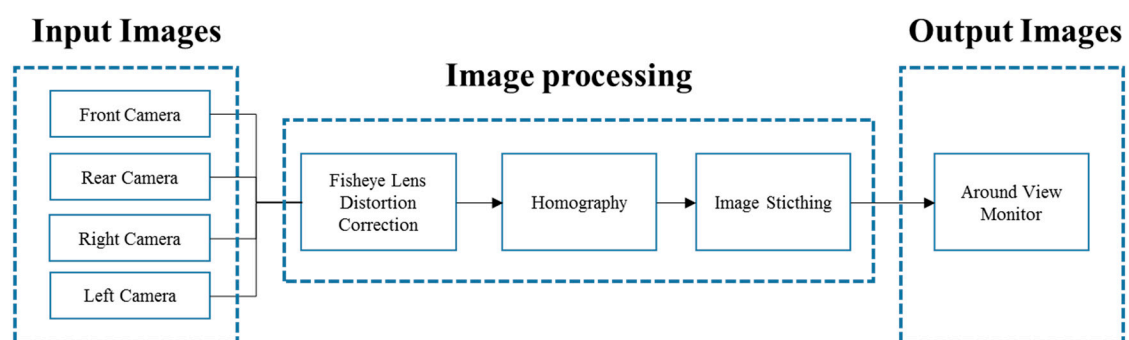 Input Images
Output Images
Image processing
Front Camera
Rear Camera
Right Camera
Left Camera
Fisheye Lens
Distortion
Correction
Homography
Image Sticthing
Around View
Monitor